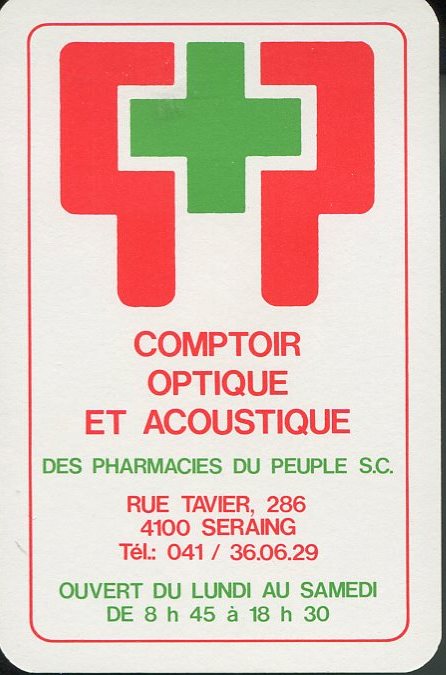 COMPTOIR
OPTIQUE
ET ACOUSTIQUE
DES PHARMACIES DU PEUPLE S.C.
RUE TAVIER, 286
4100 SERAING
Tél.: 041 / 36.06.29
OUVERT DU LUNDI AU SAMEDI
DE 8 h 45 à 18 h 30